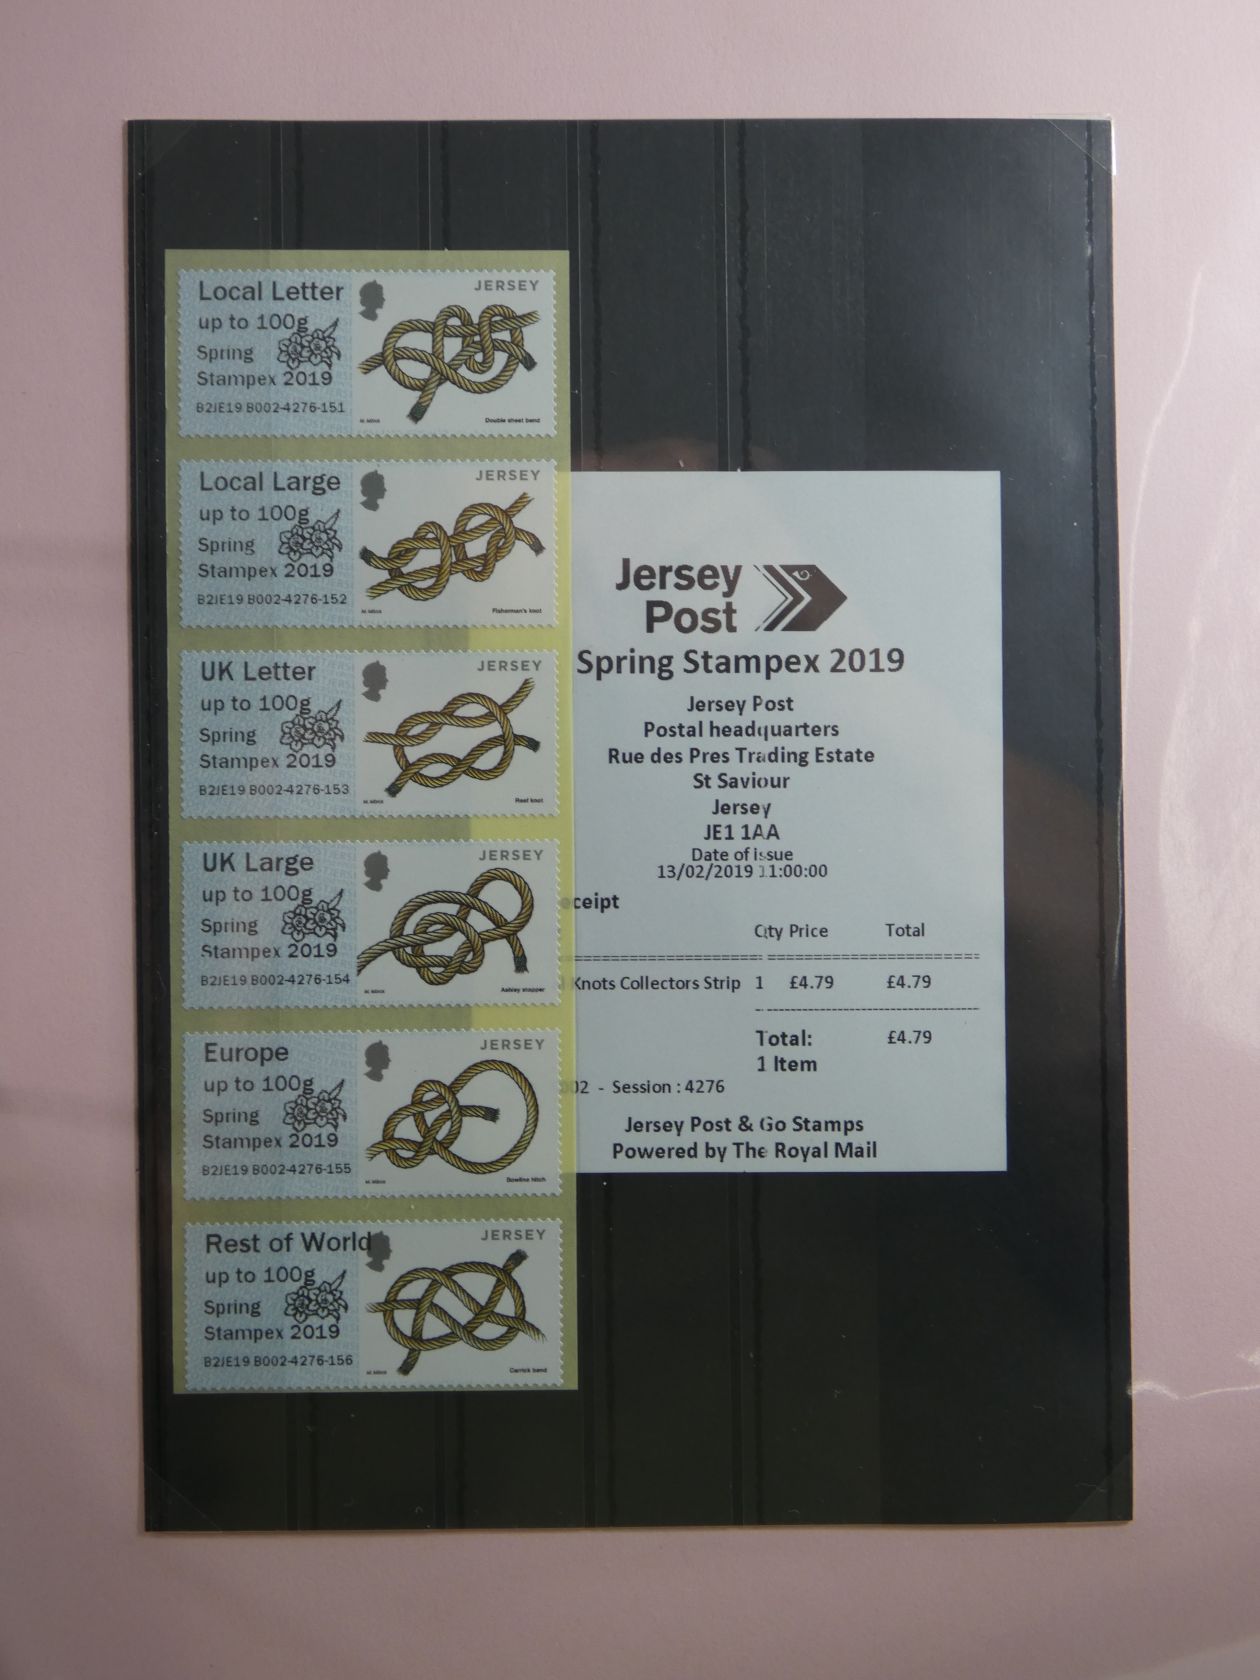 Local Letter
up to 100g
Spring
Stampex 2019
B2JE19 B002-4276-151
JERSEY
Double sheet bend
Local Large
up to 100g
Spring
Stampex 2019
B2JE19 B002-4276-152
JERSEY
Fisherman's knot
UK Letter
up to 100g
Spring
Stampex 2019
B2JE19 B002-4276-153
JERSEY
Reef knot
UK Large
up to 100g
Spring
Stampex 2019
B2JE19 B002-4276-154
JERSEY
Ashley stopper
Europe
up to 100g
Spring
Stampex 2019
B2JE19 B002-4276-155
JERSEY
Bowline hitch
Rest of World
up to 100g
Spring
Stampex 2019
B2JE19 B002-4276-156
JERSEY
Carrick bend
Jersey
Post
Spring Stampex 2019
Jersey Post
Postal headquarters
Rue des Pres Trading Estate
St Saviour
Jersey
JE1 1AA
Date of issue
13/02/2019 11:00:00
eceipt
Qty Price Total
Knots Collectors Strip 1 £4.79 £4.79
Total: £4.79
1 Item
002 - Session : 4276
Jersey Post & Go Stamps
Powered by The Royal Mail